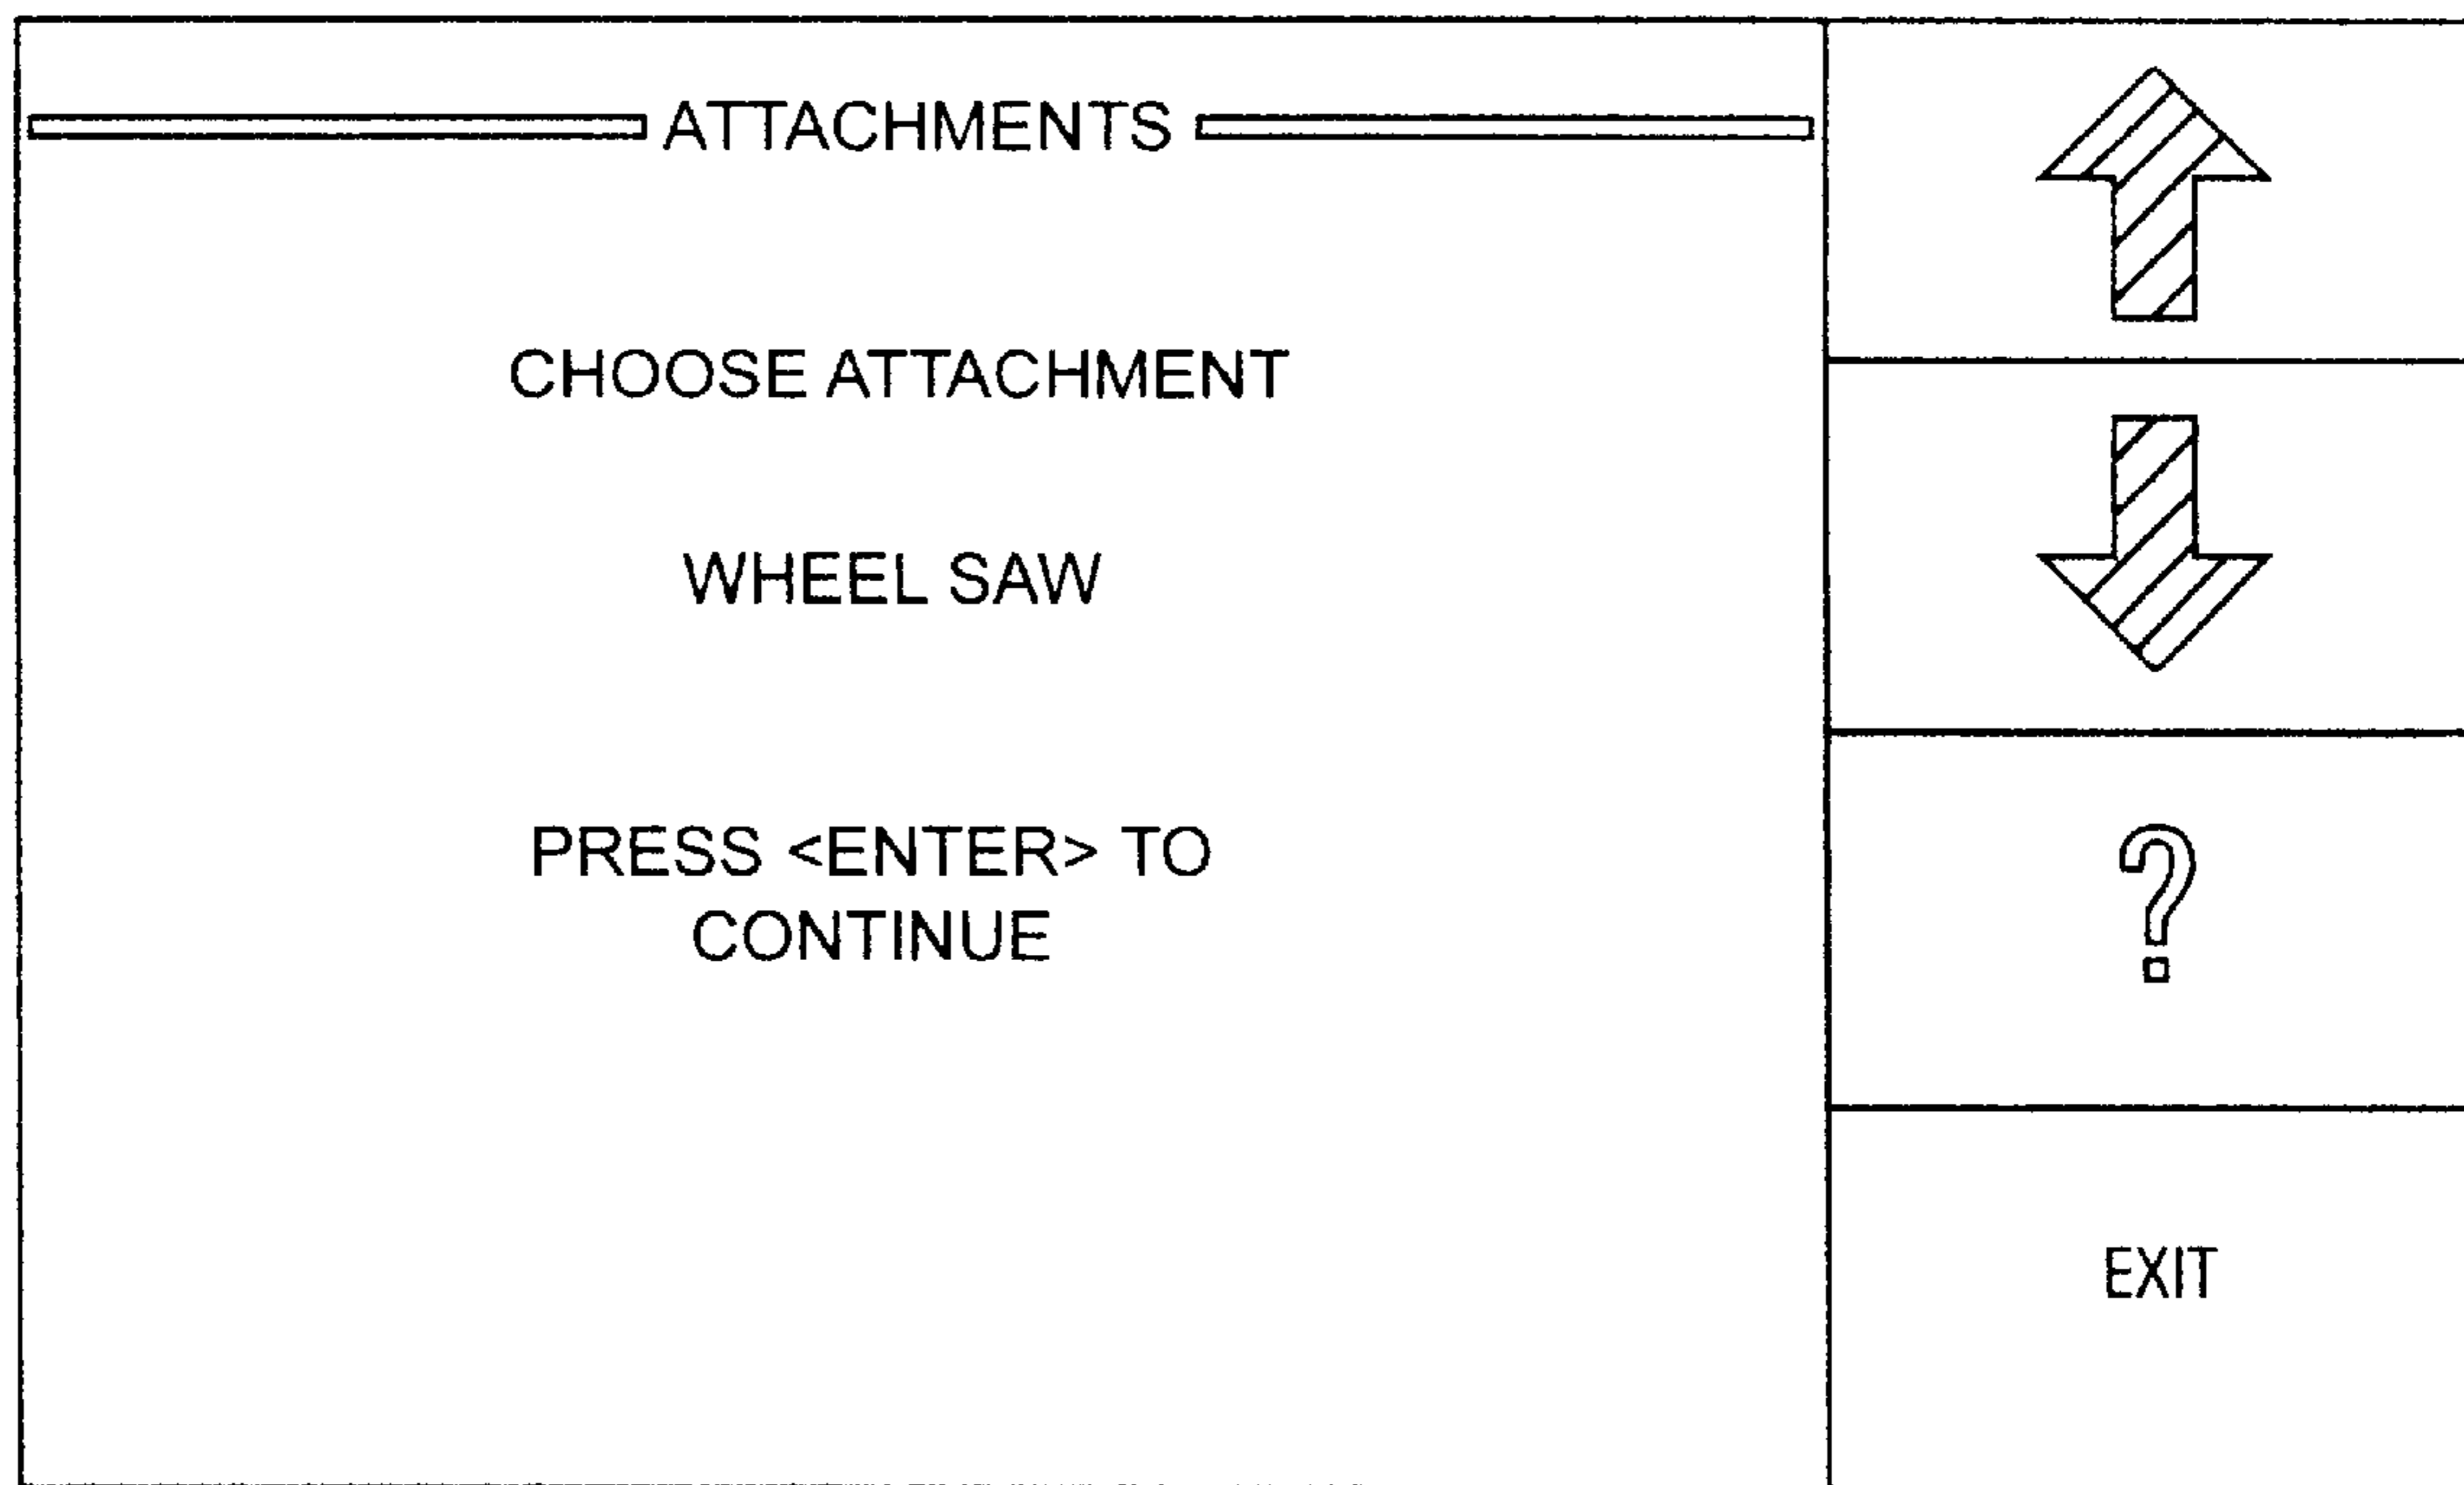 ATTACHMENTS
CHOOSE ATTACHMENT
WHEEL SAW
PRESS <ENTER> TO
CONTINUE
?
EXIT